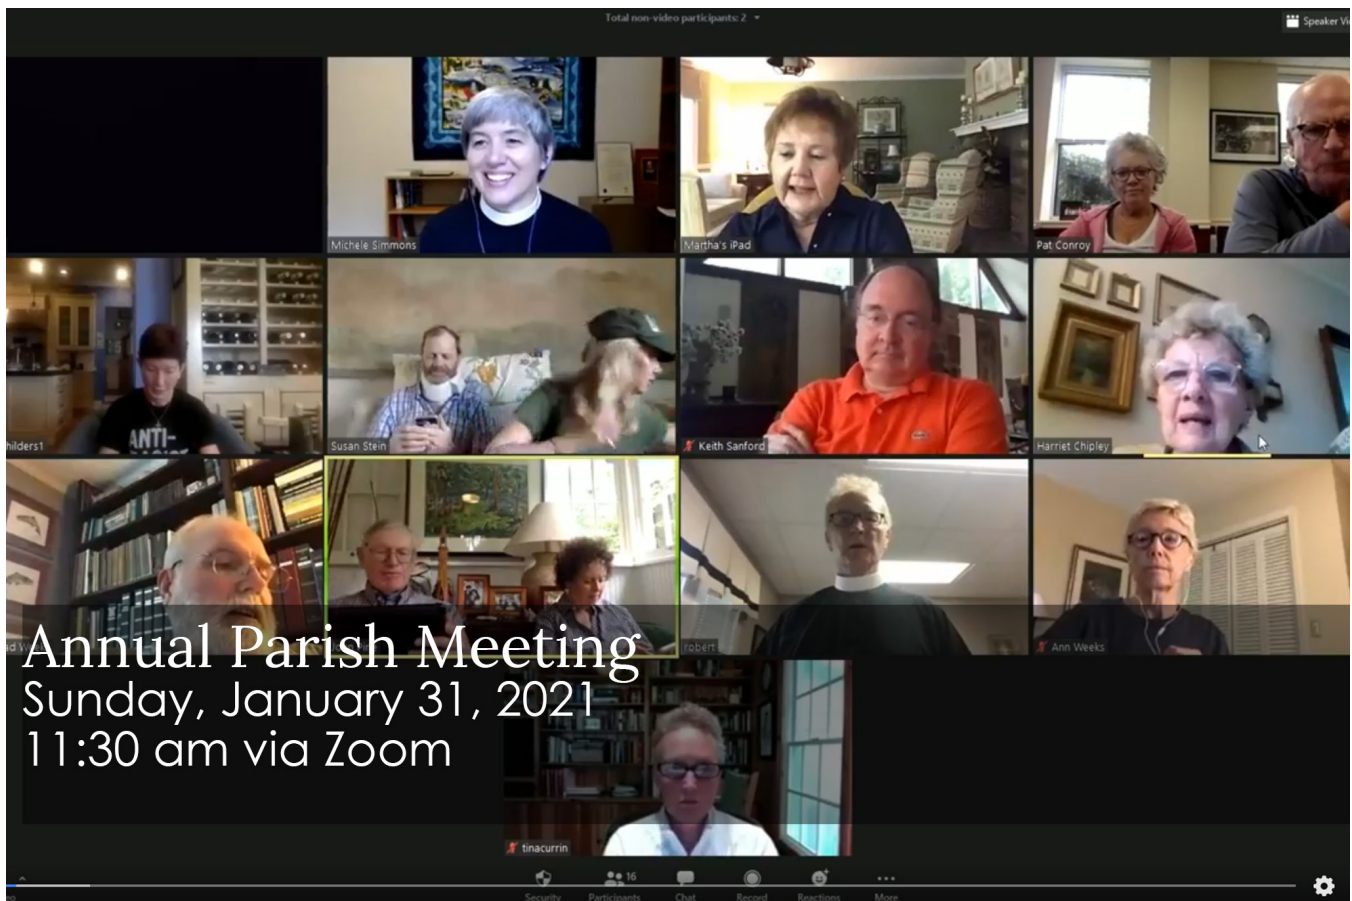 Total non-video participants: 2
Speaker Vi
Michele Simmons
Martha's iPad
Pat Conroy
hilders1
ANTI-
Susan Stein
Keith Sanford
Harriet Chipley
robert
Ann Weeks
Annual Parish Meeting
Sunday, January 31, 2021
11:30 am via Zoom
tinacurrin
16
Security Participants Chat Record Reactions More